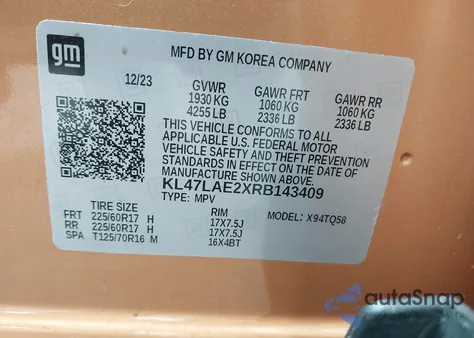 gm
MFD BY GM KOREA COMPANY
12/23 GVWR GAWR FRT GAWR RR
1930 KG 1060 KG 1060 KG
4255 LB 2336 LB 2336 LB
THIS VEHICLE CONFORMS TO ALL
APPLICABLE U.S. FEDERAL MOTOR
VEHICLE SAFETY AND THEFT PREVENTION
STANDARDS IN EFFECT ON THE DATE OF
MANUFACTURE SHOWN ABOVE.
KL47LAE2XRB143409
TYPE: MPV
TIRE SIZE RIM MODEL: X94TQ58
FRT 225/60R17 H 17X7.5J
RR 225/60R17 H 17X7.5J
SPA T125/70R16 M 16X4BT
autoSnap